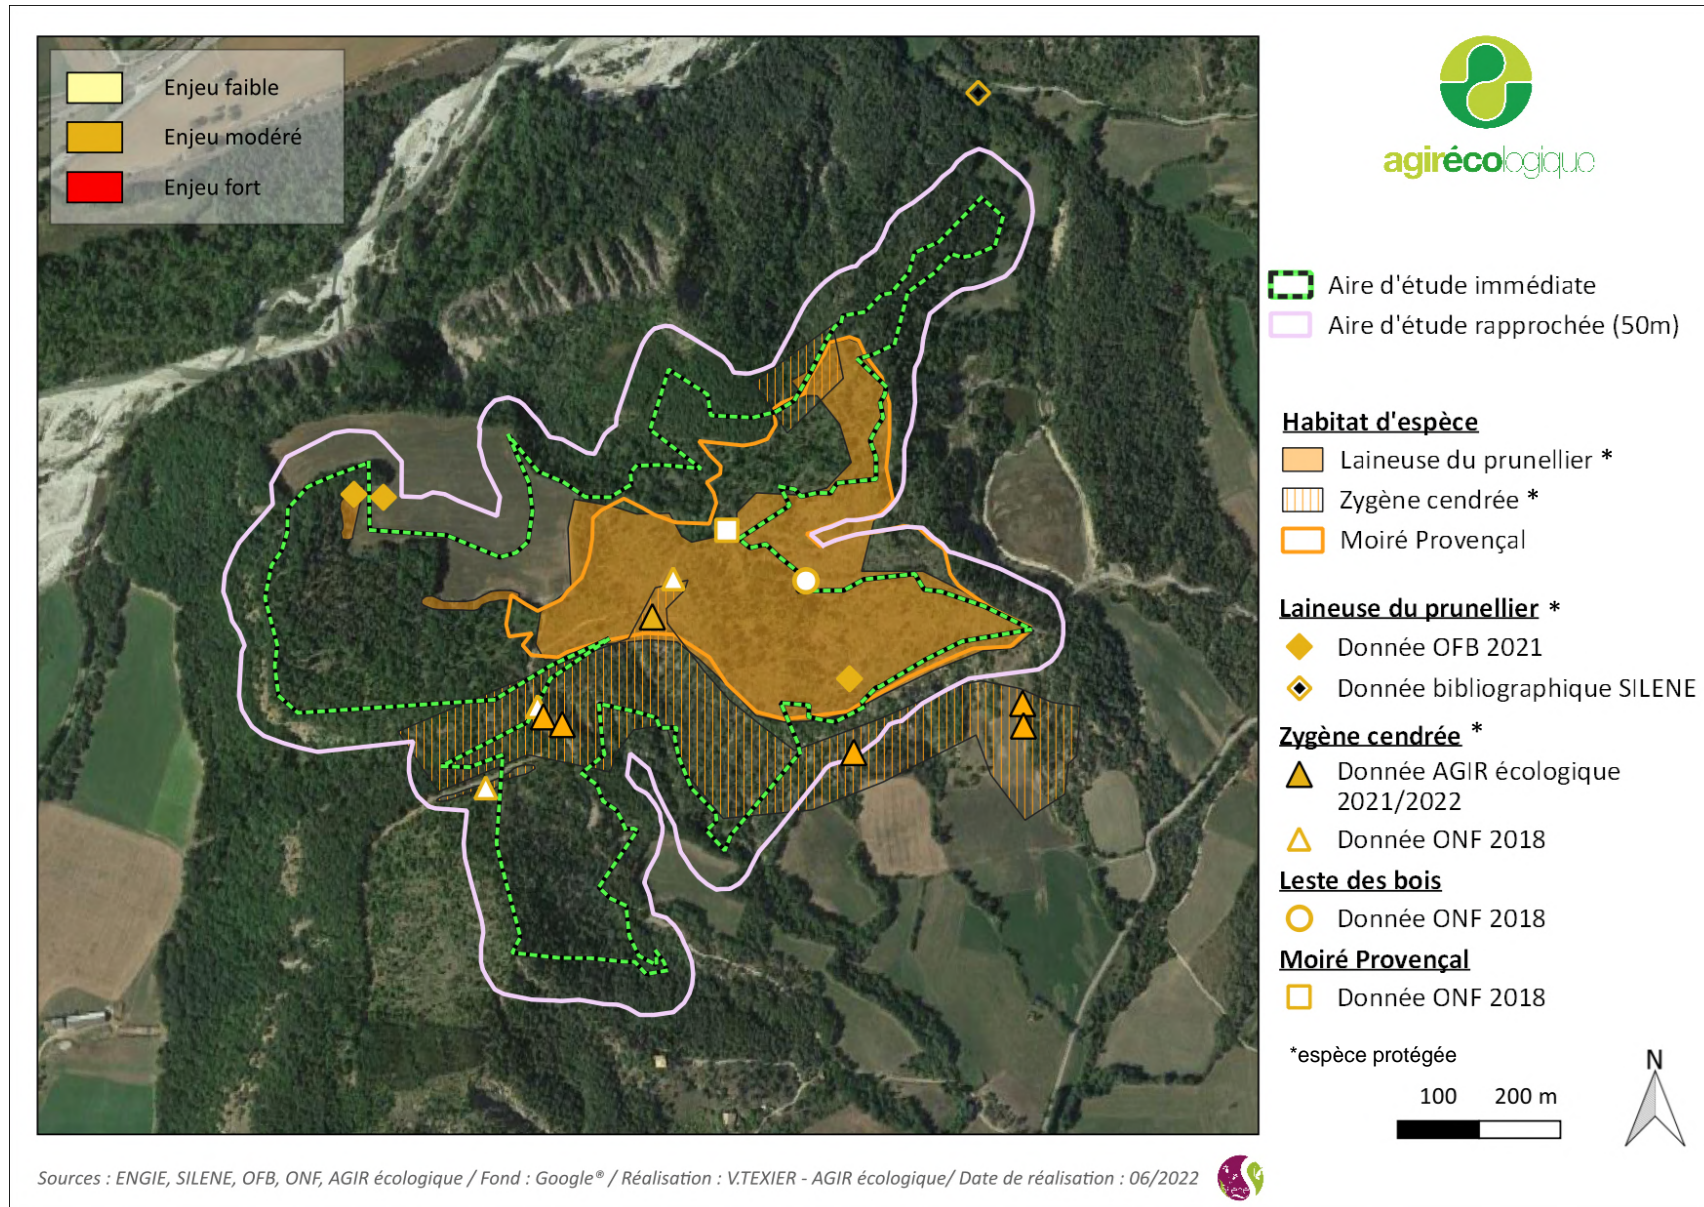 Enjeu faible
Enjeu modéré
Enjeu fort
agirécologique
Aire d'étude immédiate
Aire d'étude rapprochée (50m)
Habitat d'espèce
Laineuse du prunellier *
Zygène cendrée *
Moiré Provençal
Laineuse du prunellier *
Donnée OFB 2021
Donnée bibliographique SILENE
Zygène cendrée *
Donnée AGIR écologique
2021/2022
Donnée ONF 2018
Leste des bois
Donnée ONF 2018
Moiré Provençal
Donnée ONF 2018
*espèce protégée
N
100 200 m
Sources : ENGIE, SILENE, OFB, ONF, AGIR écologique / Fond : Google® / Réalisation : V.TEXIER - AGIR écologique/ Date de réalisation : 06/2022